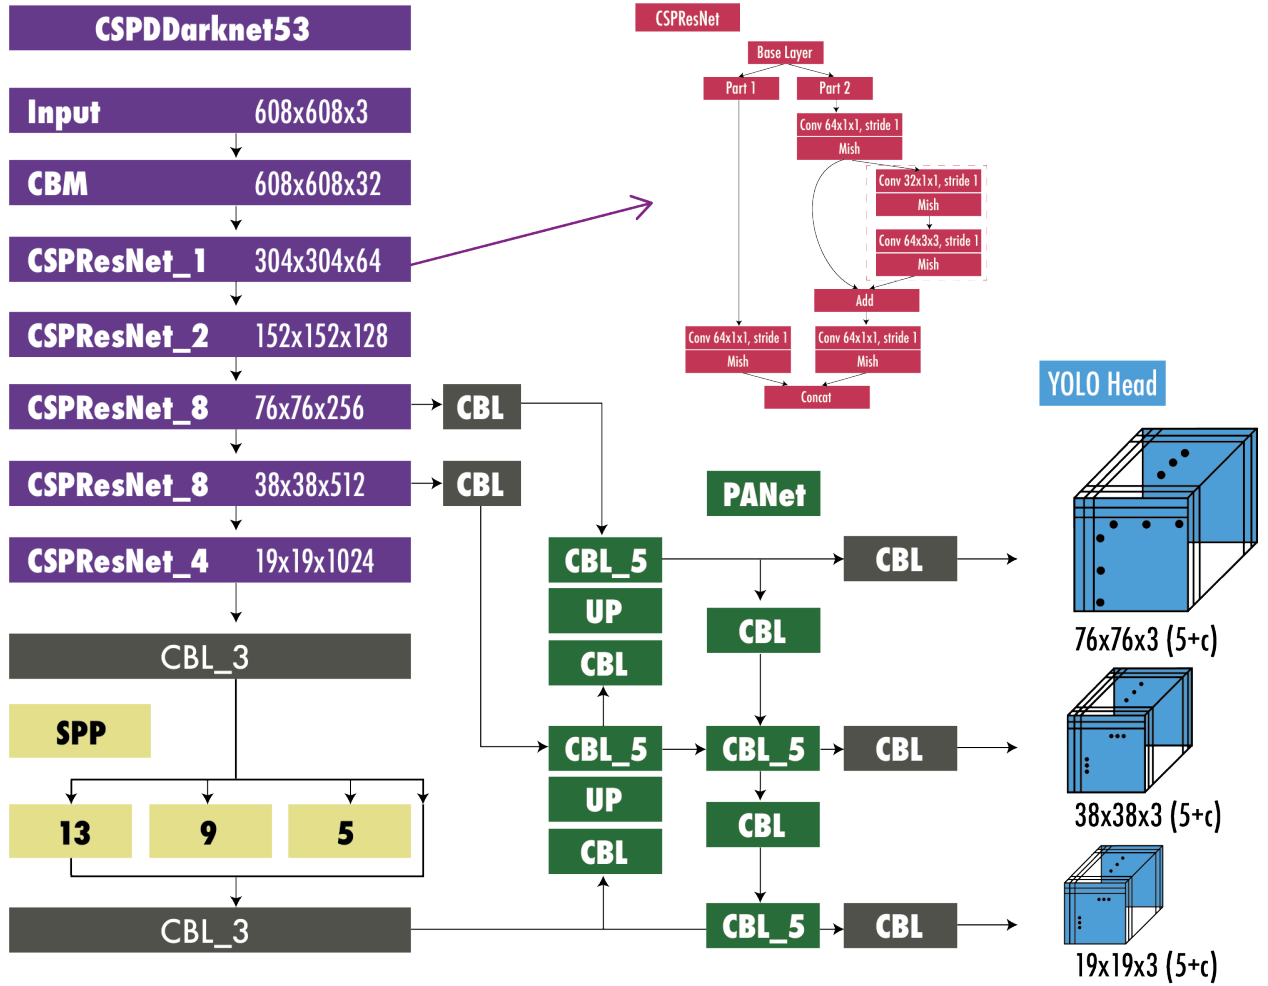 CSPDDarknet53
Input 608x608x3
CBM 608x608x32
CSPResNet_1 304x304x64
CSPResNet_2 152x152x128
CSPResNet_8 76x76x256
CSPResNet_8 38x38x512
CSPResNet_4 19x19x1024
CBL_3
SPP
13 9 5
CBL_3
CBL
CBL
CSPResNet
Base Layer
Part 1 Part 2
Conv 64x1x1, stride 1
Mish
Conv 32x1x1, stride 1
Mish
Conv 64x3x3, stride 1
Mish
Add
Conv 64x1x1, stride 1 Conv 64x1x1, stride 1
Mish Mish
Concat
PANet
CBL_5
UP
CBL
CBL_5
UP
CBL
CBL
CBL_5
CBL
CBL_5
CBL
CBL
CBL
YOLO Head
76x76x3 (5+c)
38x38x3 (5+c)
19x19x3 (5+c)